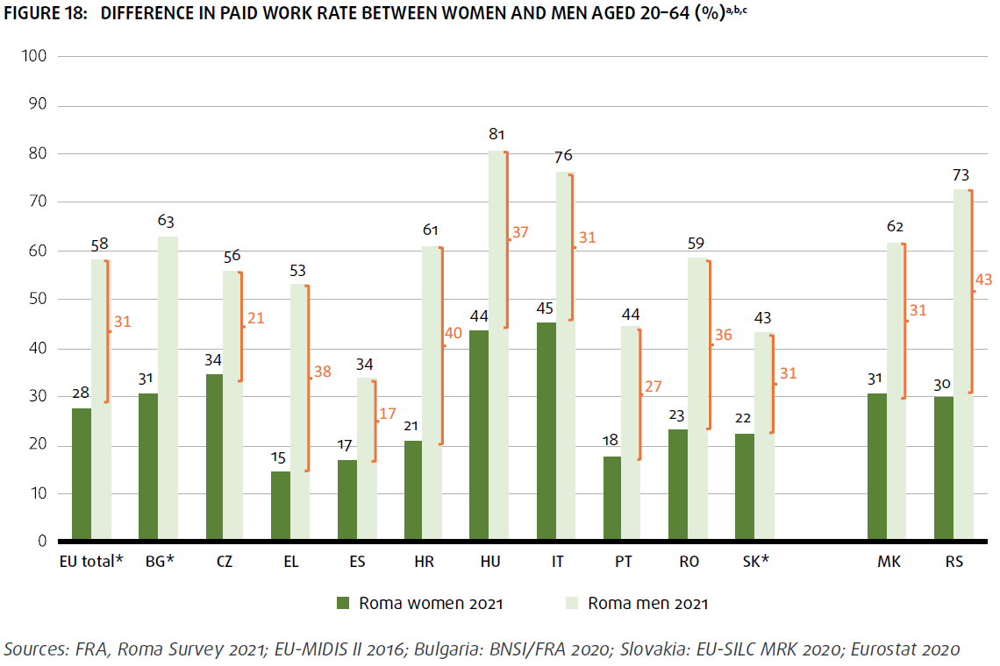 FIGURE 18: DIFFERENCE IN PAID WORK RATE BETWEEN WOMEN AND MEN AGED 20–64 (%)a,b,c
100
90
80
70
60
50
40
30
20
10
0
28 58 31
31 63
34 56 21
15 53 38
17 34 17
21 61 40
44 81 37
45 76 31
18 44 27
23 59 36
22 43 31
31 62 31
30 73 43
EU total* BG* CZ EL ES HR HU IT PT RO SK* MK RS
Roma women 2021 Roma men 2021
Sources: FRA, Roma Survey 2021; EU-MIDIS II 2016; Bulgaria: BNSI/FRA 2020; Slovakia: EU-SILC MRK 2020; Eurostat 2020